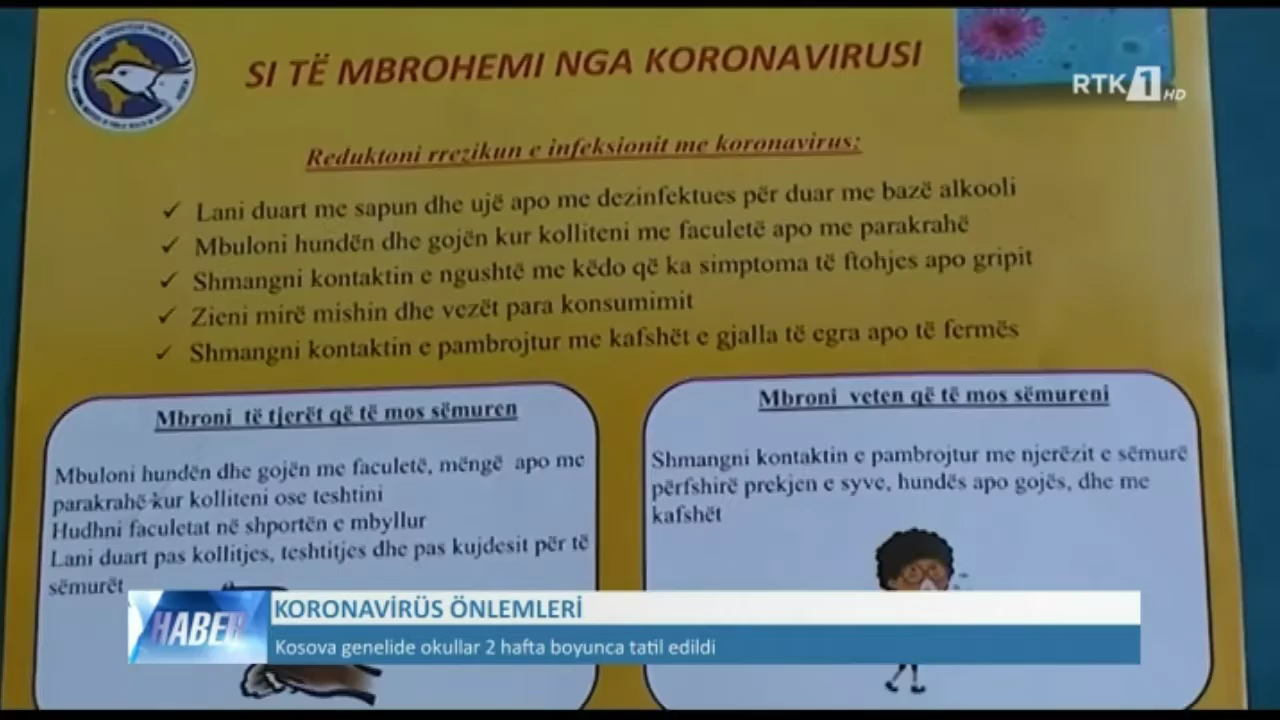 SI TË MBROHEMI NGA KORONAVIRUSI
RTK 1 HD
Reduktoni rrezikun e infeksionit me koronavirus:
✓ Lani duart me sapun dhe ujë apo me dezinfektues për duar me bazë alkooli
✓ Mbuloni hundën dhe gojën kur kolliteni me faculetë apo me parakrahë
✓ Shmangni kontaktin e ngushtë me këdo që ka simptoma të ftohjes apo gripit
✓ Zieni mirë mishin dhe vezët para konsumimit
✓ Shmangni kontaktin e pambrojtur me kafshët e gjalla të egra apo të fermës
Mbroni të tjerët që të mos sëmuren
Mbuloni hundën dhe gojën me faculetë, mëngë apo me
parakrahë kur kolliteni ose teshtini
Hudhni faculetat në shportën e mbyllur
Lani duart pas kollitjes, teshtitjes dhe pas kujdesit për të
sëmurët
Mbroni veten që të mos sëmureni
Shmangni kontaktin e pambrojtur me njerëzit e sëmurë
përfshirë prekjen e syve, hundës apo gojës, dhe me
kafshët
HABER
KORONAVİRÜS ÖNLEMLERİ
Kosova genelide okullar 2 hafta boyunca tatil edildi